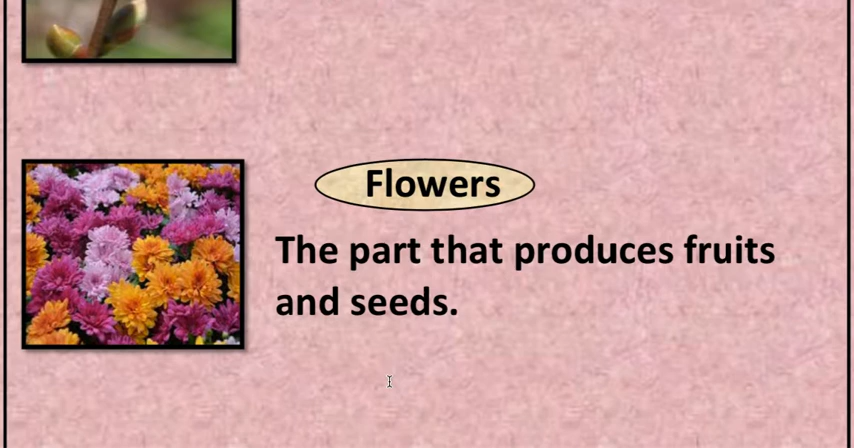 Flowers
The part that produces fruits
and seeds.